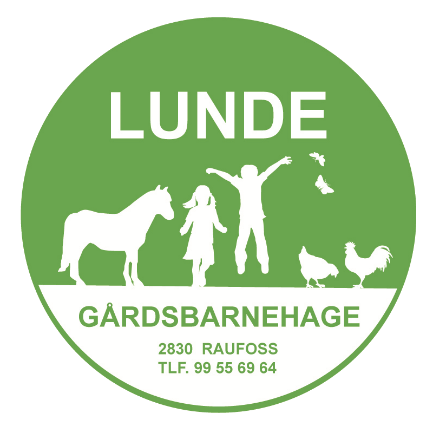 LUNDE
GÅRDSBARNEHAGE
2830 RAUFOSS
TLF. 99 55 69 64